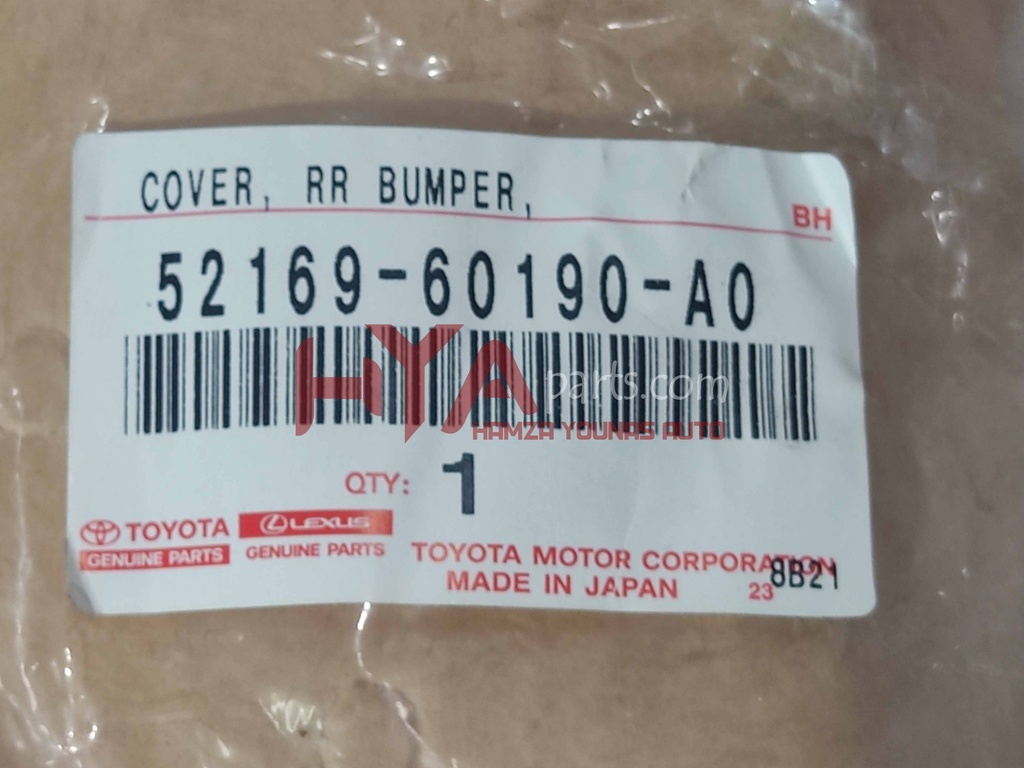 COVER, RR BUMPER,
BH
52169-60190-A0
HYA parts.com
HAMZA YOUNAS AUTO
QTY: 1
TOYOTA
GENUINE PARTS
LEXUS
GENUINE PARTS
TOYOTA MOTOR CORPORATION
MADE IN JAPAN
23
8B21